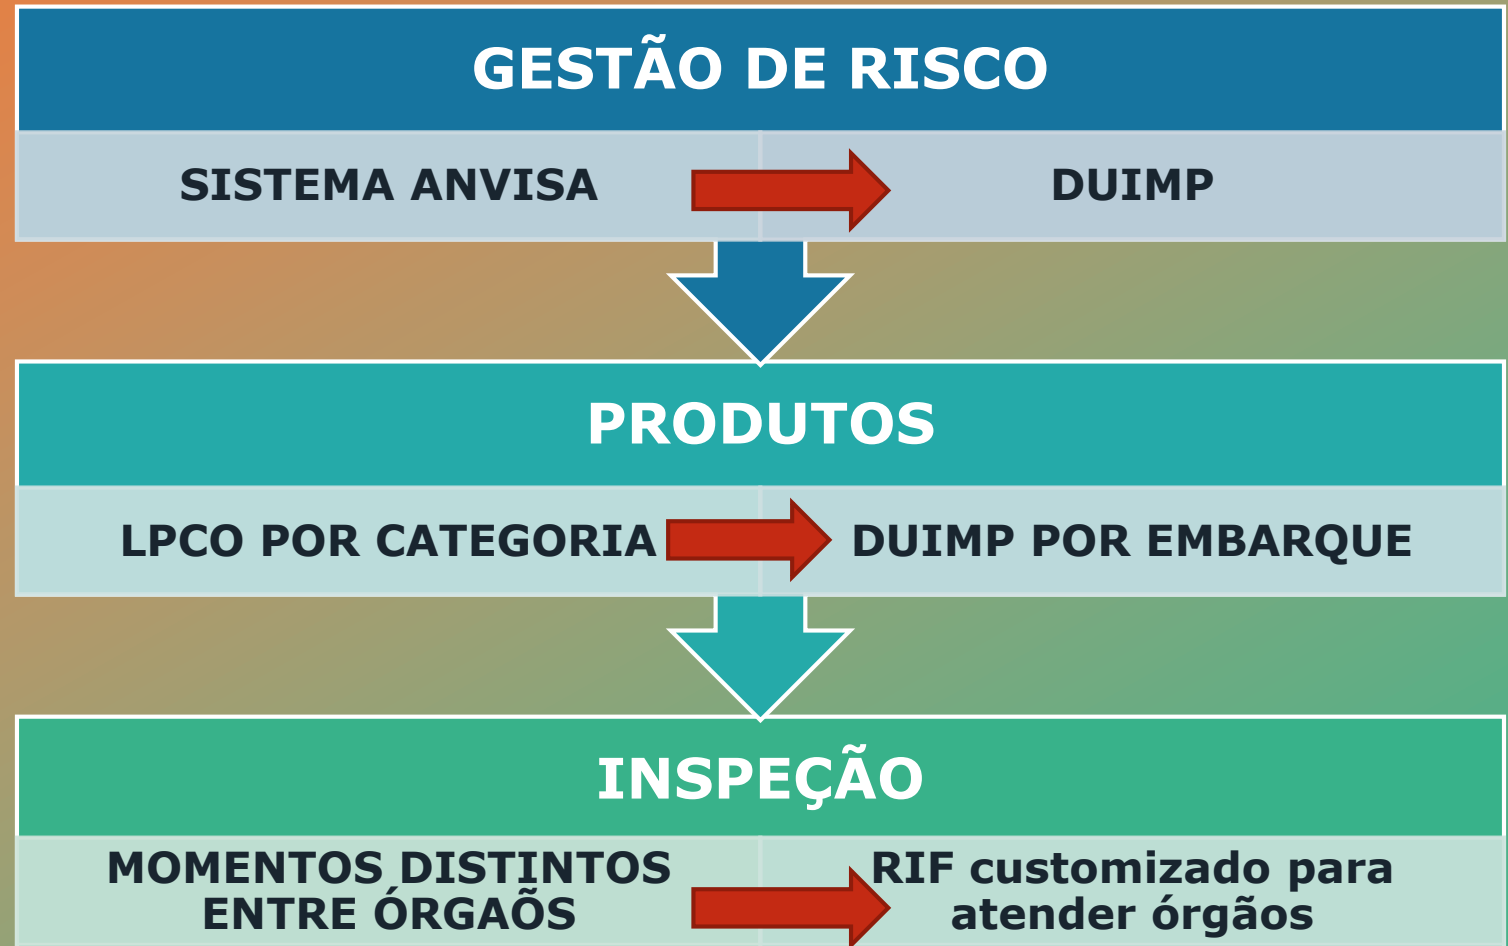 GESTÃO DE RISCO
SISTEMA ANVISA
DUIMP
PRODUTOS
LPCO POR CATEGORIA
DUIMP POR EMBARQUE
INSPEÇÃO
MOMENTOS DISTINTOS
ENTRE ÓRGAÕS
RIF customizado para
atender órgãos